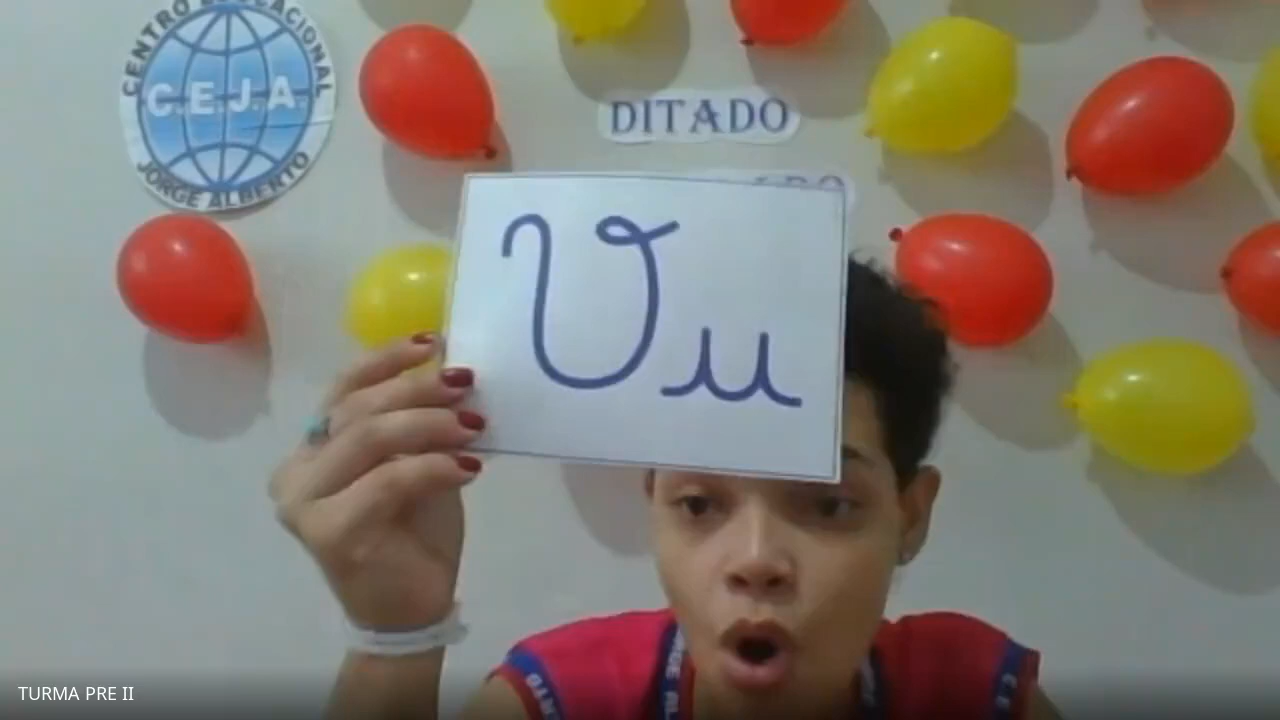 CENTRO EDUCACIONAL
C.E.J.A.
JORGE ALBERTO
DITADO
Vu
TURMA PRE II